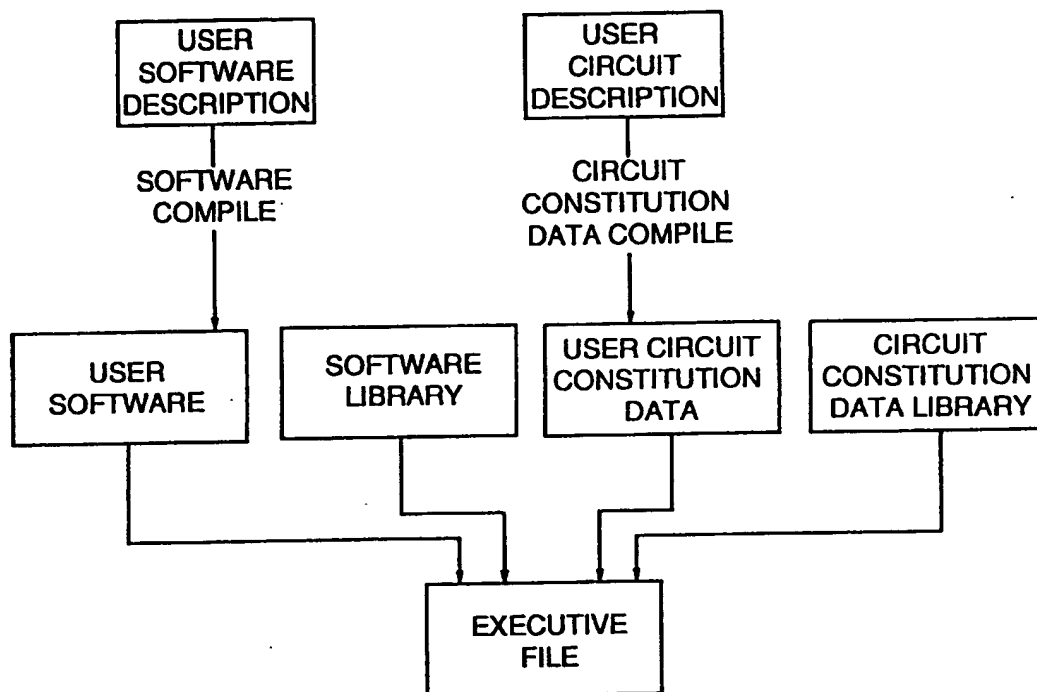 USER
SOFTWARE
DESCRIPTION
USER
CIRCUIT
DESCRIPTION
SOFTWARE
COMPILE
CIRCUIT
CONSTITUTION
DATA COMPILE
USER
SOFTWARE
SOFTWARE
LIBRARY
USER CIRCUIT
CONSTITUTION
DATA
CIRCUIT
CONSTITUTION
DATA LIBRARY
EXECUTIVE
FILE